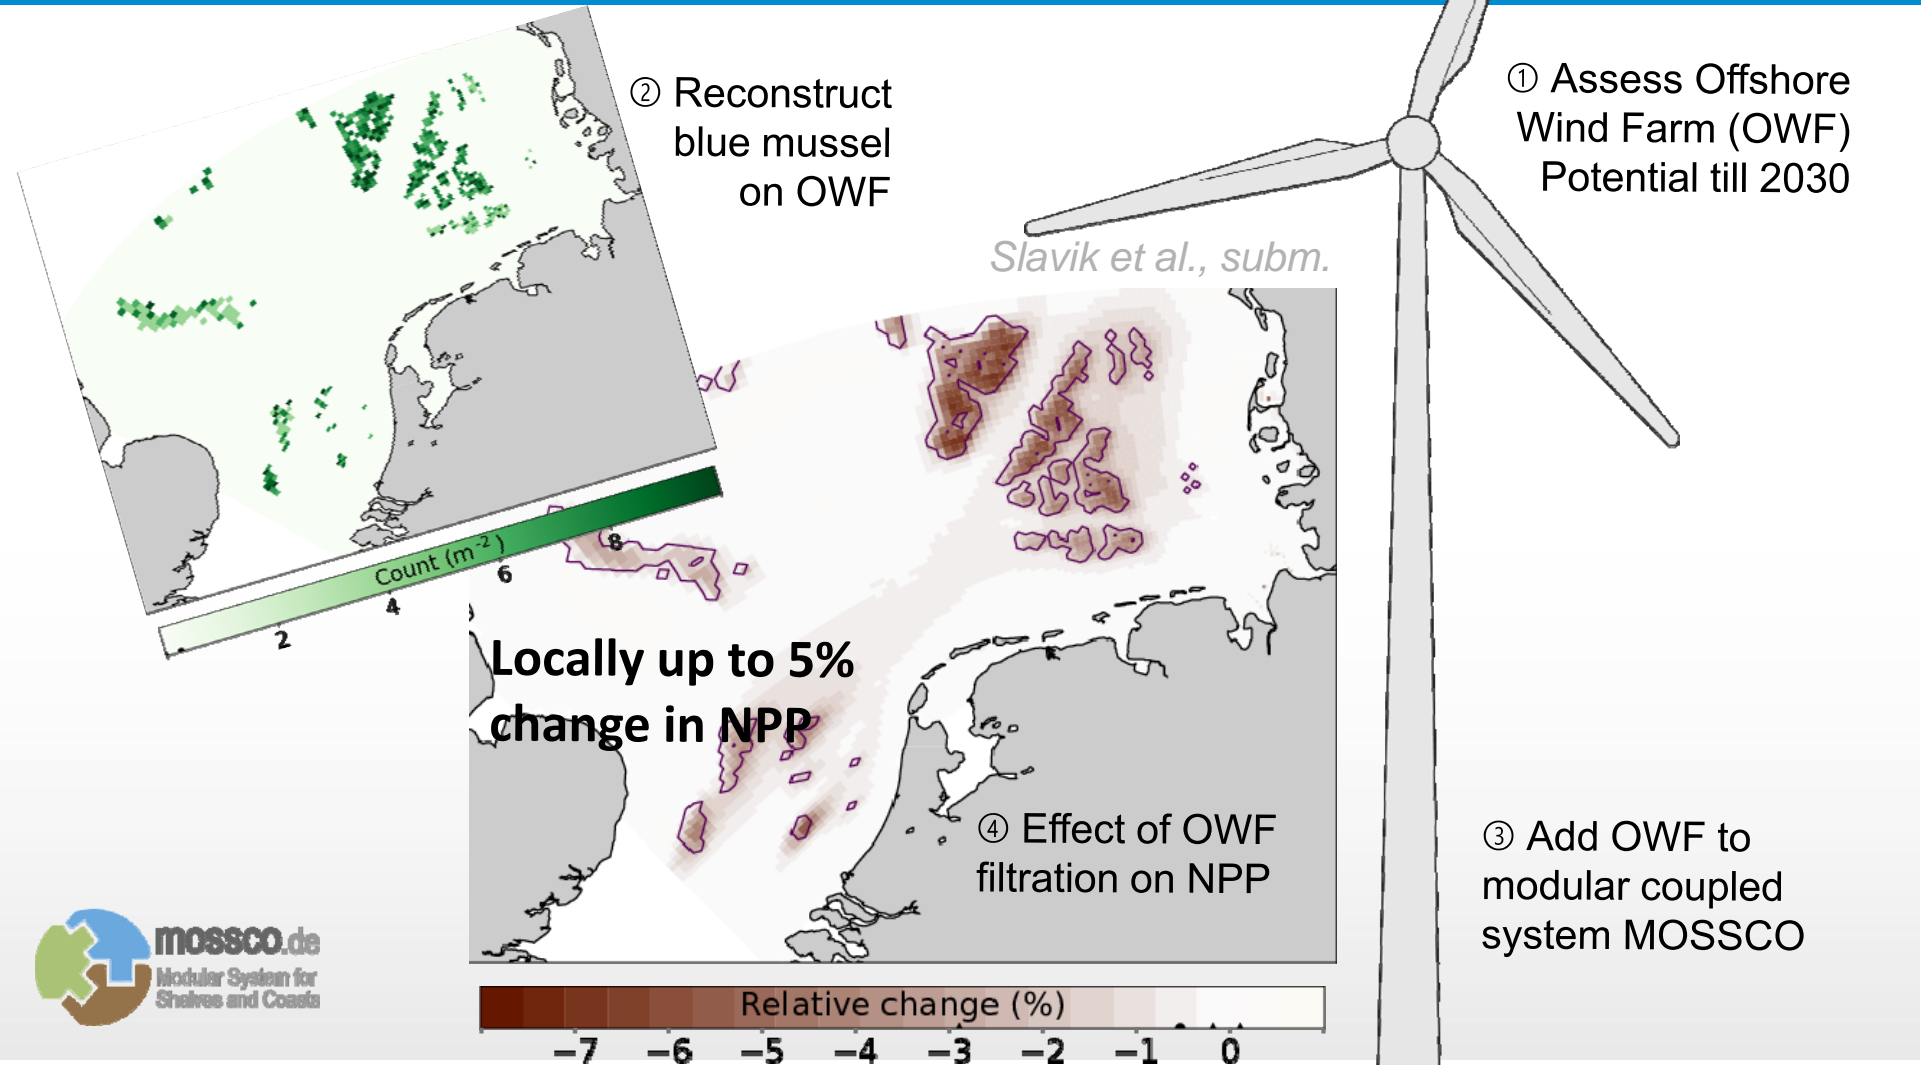 ① Assess Offshore
Wind Farm (OWF)
Potential till 2030
② Reconstruct
blue mussel
on OWF
Slavik et al., subm.
Count (m⁻²)
2
4
6
8
Locally up to 5%
change in NPP
④ Effect of OWF
filtration on NPP
③ Add OWF to
modular coupled
system MOSSCO
mossco.de
Modular System for
Shelves and Coasts
Relative change (%)
−7 −6 −5 −4 −3 −2 −1 0